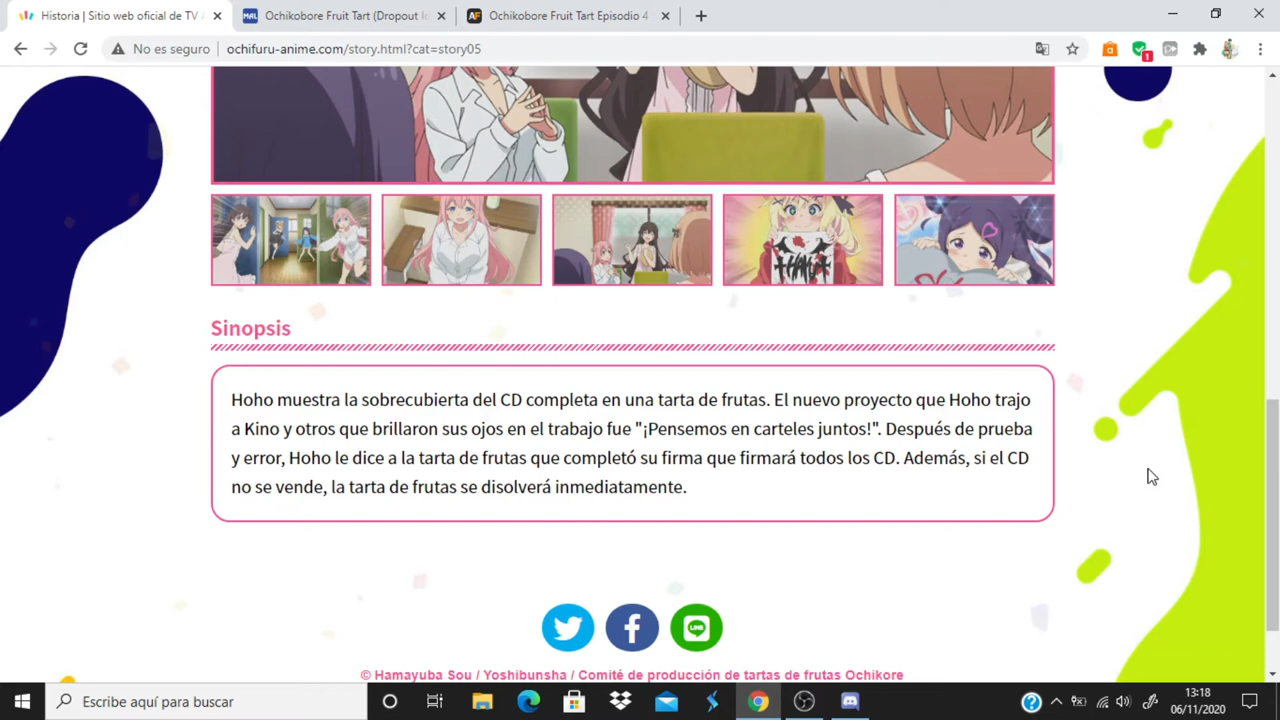 Historia | Sitio web oficial de TV A
Ochikobore Fruit Tart (Dropout Io
Ochikobore Fruit Tart Episodio 4
No es seguro
ochifuru-anime.com/story.html?cat=story05
Sinopsis
Hoho muestra la sobrecubierta del CD completa en una tarta de frutas. El nuevo proyecto que Hoho trajo
a Kino y otros que brillaron sus ojos en el trabajo fue "¡Pensemos en carteles juntos!". Después de prueba
y error, Hoho le dice a la tarta de frutas que completó su firma que firmará todos los CD. Además, si el CD
no se vende, la tarta de frutas se disolverá inmediatamente.
LINE
© Hamayuba Sou / Yoshibunsha / Comité de producción de tartas de frutas Ochikore
Escribe aquí para buscar
13:18
06/11/2020